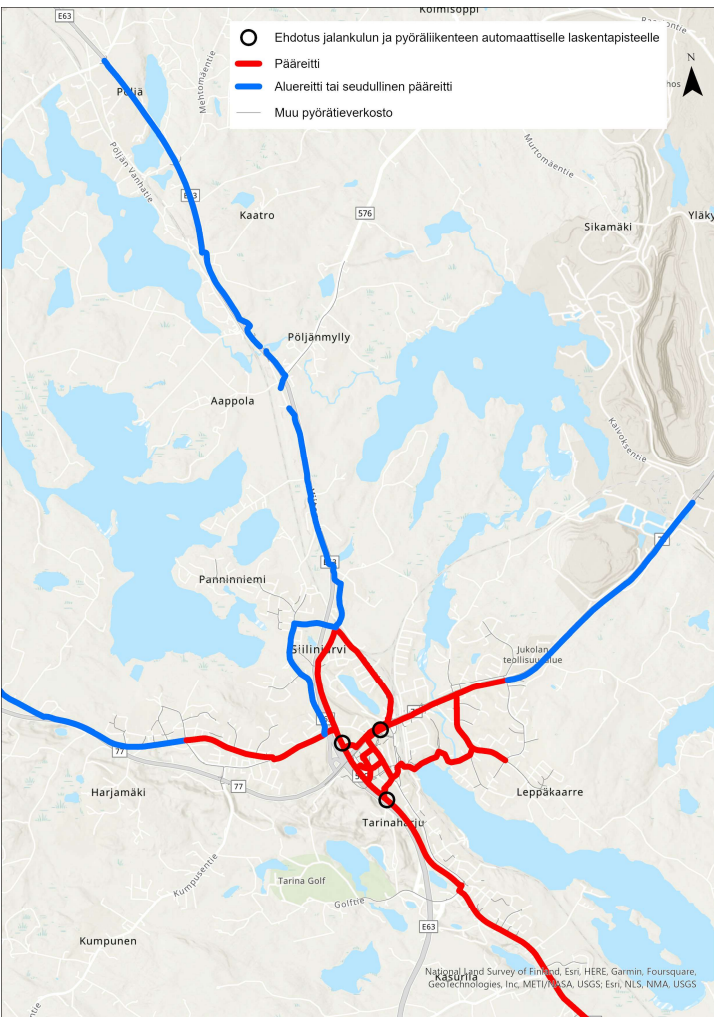 Kolmisoppi
E63
Ehdotus jalankulun ja pyöräliikenteen automaattiselle laskentapisteelle
Pääreitti
Aluereitti tai seudullinen pääreitti
Muu pyörätieverkosto
N
Pöljä
Mehtomäentie
Pöljän Vanhatie
Murtomäentie
Kaatro
576
Sikamäki
Pöljänmylly
Aappola
Kaivoksentie
Panninniemi
Siilinjärvi
Jukolan
teollisuusalue
77
77
Harjamäki
Leppäkaarre
Tarinaharju
Tarina Golf
Kumpusentie
Golftie
E63
Kumpunen
Kasurila
National Land Survey of Finland, Esri, HERE, Garmin, Foursquare,
GeoTechnologies, Inc, METI/NASA, USGS; Esri, NLS, NMA, USGS